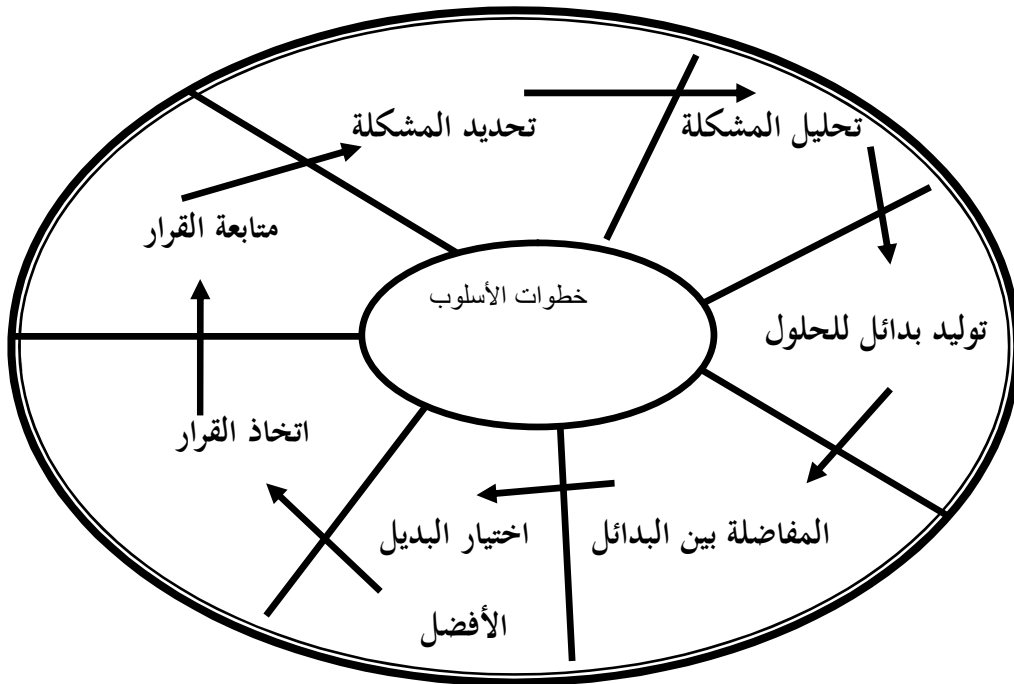 تحديد المشكلة
تحليل المشكلة
توليد بدائل للحلول
المفاضلة بين البدائل
اختيار البديل
الأفضل
اتخاذ القرار
متابعة القرار
خطوات الأسلوب